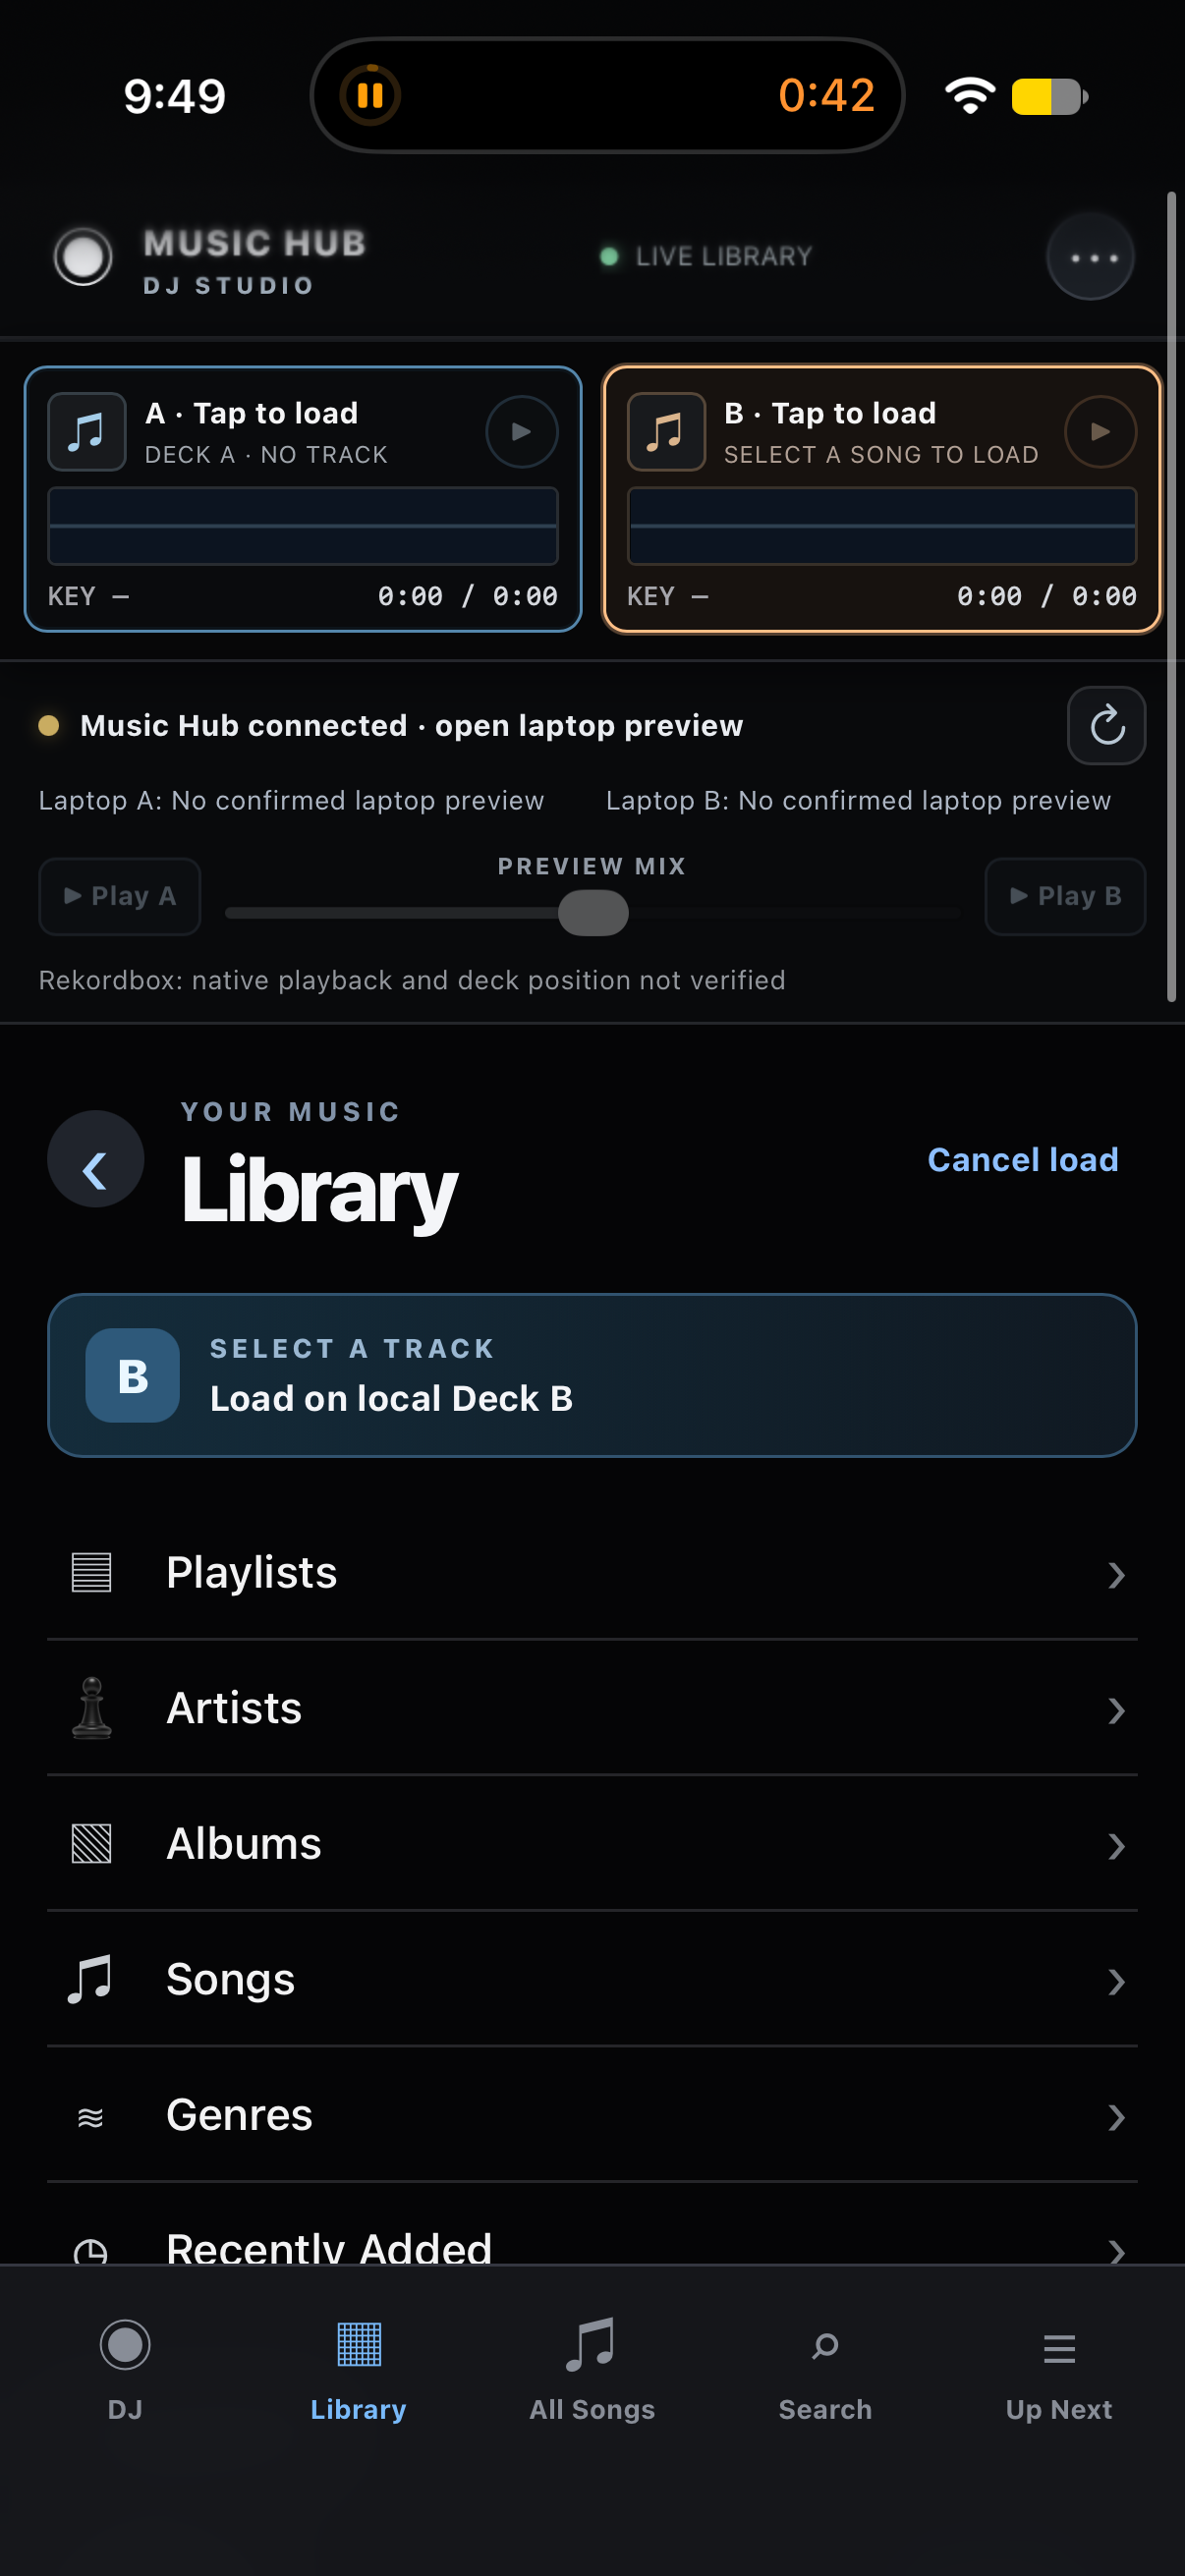 9:49
0:42
MUSIC HUB
DJ STUDIO
LIVE LIBRARY
A · Tap to load
DECK A · NO TRACK
KEY —
0:00 / 0:00
B · Tap to load
SELECT A SONG TO LOAD
KEY —
0:00 / 0:00
Music Hub connected · open laptop preview
Laptop A: No confirmed laptop preview
Laptop B: No confirmed laptop preview
PREVIEW MIX
Play A
Play B
Rekordbox: native playback and deck position not verified
YOUR MUSIC
Library
Cancel load
B
SELECT A TRACK
Load on local Deck B
Playlists
Artists
Albums
Songs
Genres
Recently Added
DJ
Library
All Songs
Search
Up Next